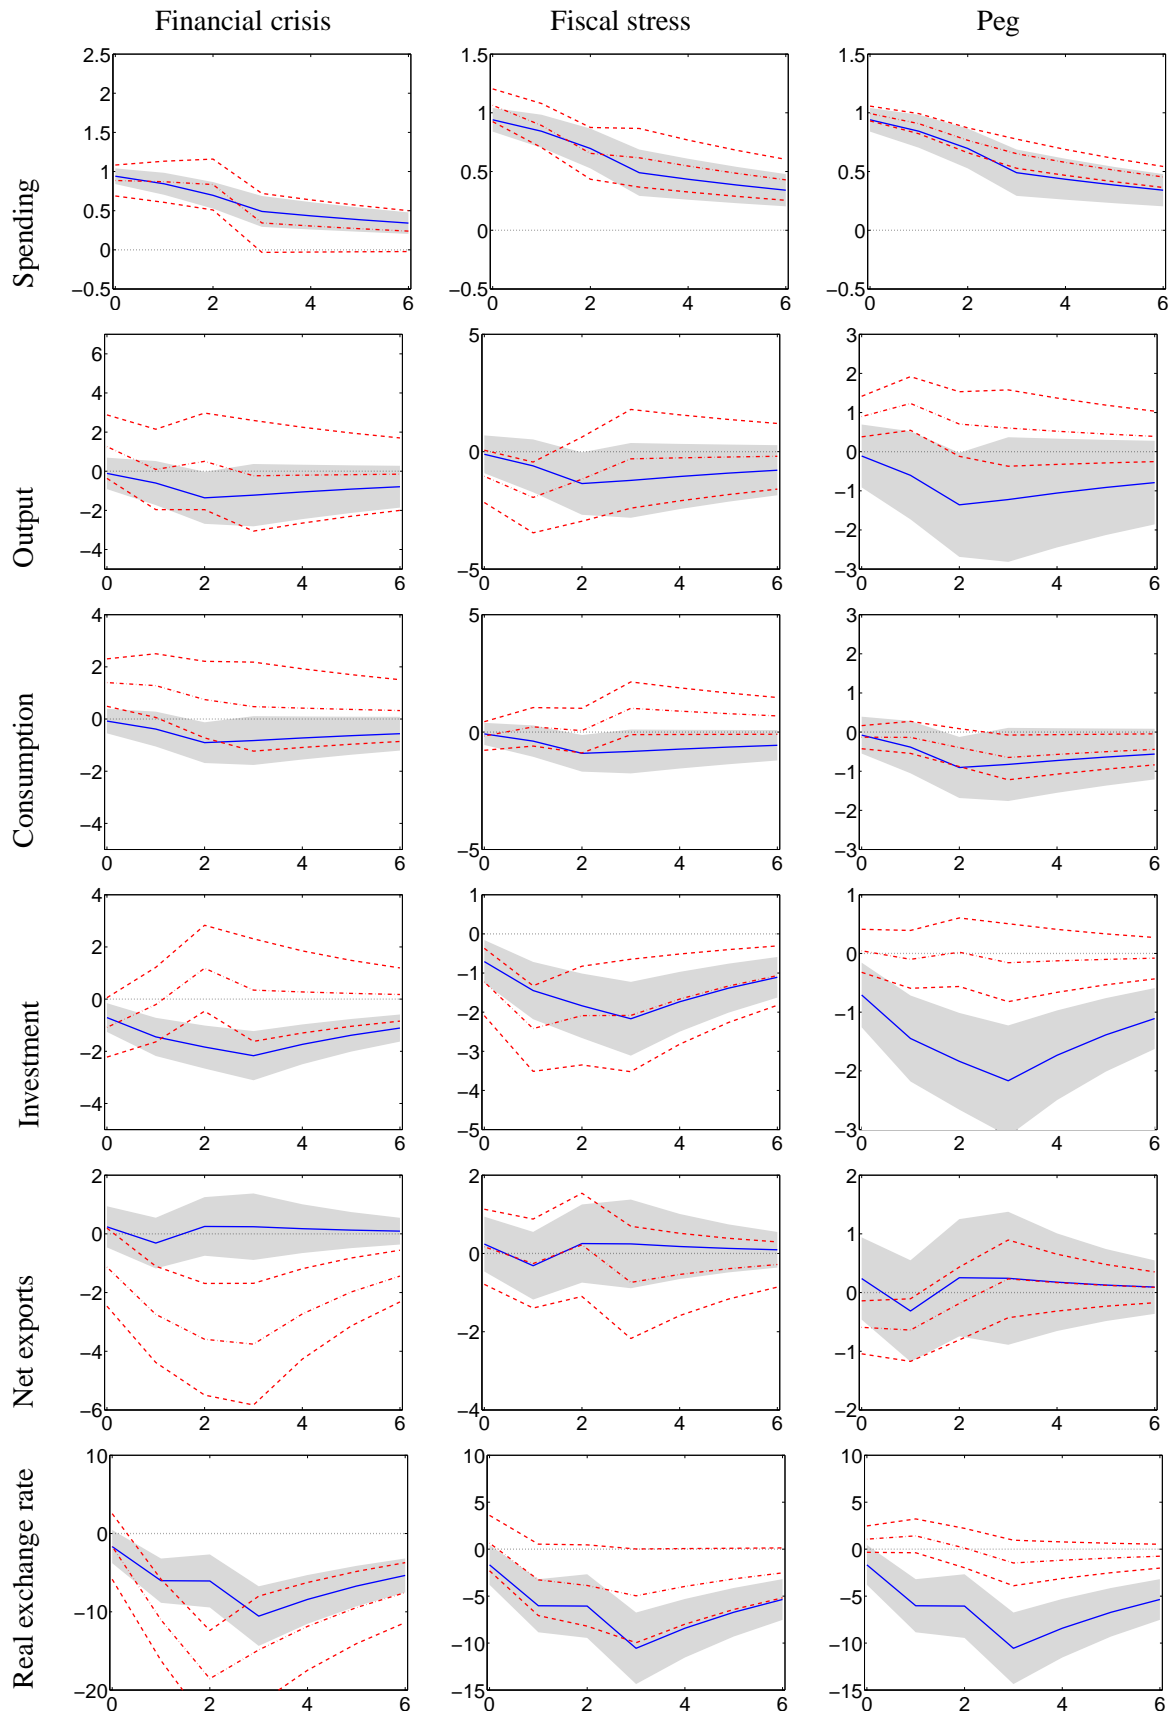 Financial crisis Fiscal stress Peg
Spending
2.5 2 1.5 1 0.5 0 −0.5
0 2 4 6
1.5 1 0.5 0 −0.5
0 2 4 6
1.5 1 0.5 0 −0.5
0 2 4 6
Output
6 4 2 0 −2 −4
0 2 4 6
5 0 −5
0 2 4 6
3 2 1 0 −1 −2 −3
0 2 4 6
Consumption
4 2 0 −2 −4
0 2 4 6
5 0 −5
0 2 4 6
3 2 1 0 −1 −2 −3
0 2 4 6
Investment
4 2 0 −2 −4
0 2 4 6
1 0 −1 −2 −3 −4 −5
0 2 4 6
1 0 −1 −2 −3
0 2 4 6
Net exports
2 0 −2 −4 −6
0 2 4 6
2 0 −2 −4
0 2 4 6
2 1 0 −1 −2
0 2 4 6
Real exchange rate
10 0 −10 −20
0 2 4 6
10 5 0 −5 −10 −15
0 2 4 6
10 5 0 −5 −10 −15
0 2 4 6